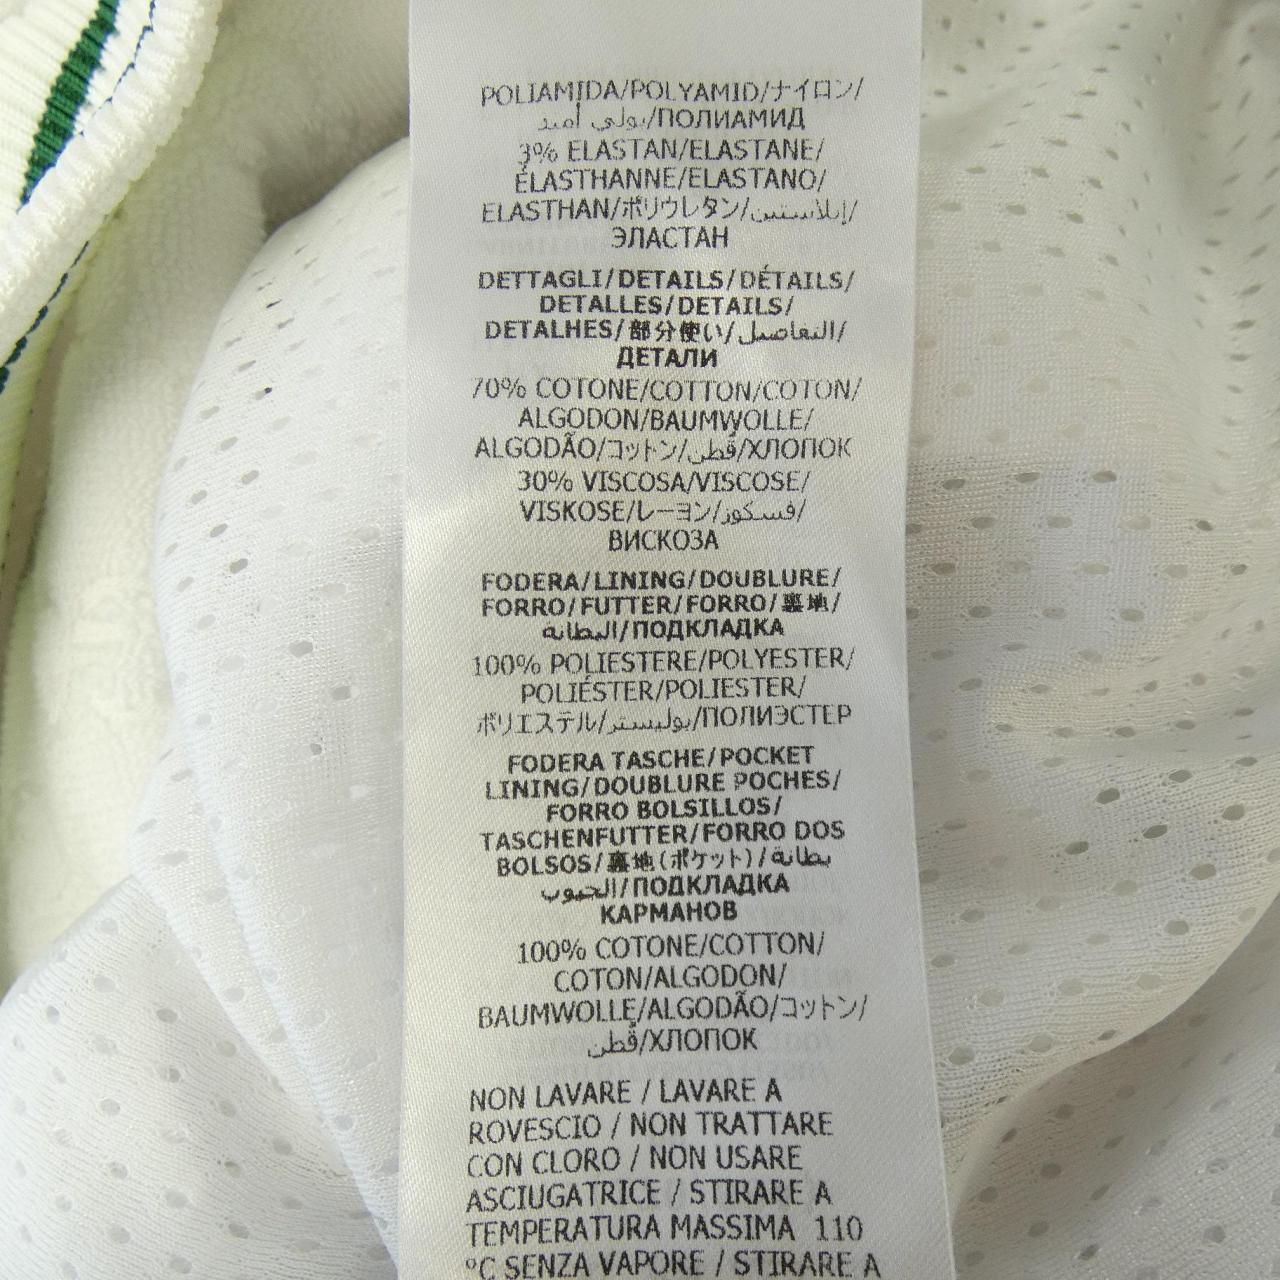 POLIAMIDA/POLYAMID/ナイロン/
بولي أميد/ПОЛИАМИД
3% ELASTAN/ELASTANE/
ÉLASTHANNE/ELASTANO/
ELASTHAN/ポリウレタン/إيلاستين/
ЭЛАСТАН
DETTAGLI/DETAILS/DÉTAILS/
DETALLES/DETAILS/
DETALHES/部分使い/التفاصيل/
ДЕТАЛИ
70% COTONE/COTTON/COTON/
ALGODON/BAUMWOLLE/
ALGODÃO/コットン/قُطن/ХЛОПОК
30% VISCOSA/VISCOSE/
VISKOSE/レーヨン/فسكوز/
ВИСКОЗА
FODERA/LINING/DOUBLURE/
FORRO/FUTTER/FORRO/裏地/
البطانة/ПОДКЛАДКА
100% POLIESTERE/POLYESTER/
POLIÉSTER/POLIESTER/
ポリエステル/بوليستر/ПОЛИЭСТЕР
FODERA TASCHE/POCKET
LINING/DOUBLURE POCHES/
FORRO BOLSILLOS/
TASCHENFUTTER/FORRO DOS
BOLSOS/裏地(ポケット)/بطانة
الجيوب/ПОДКЛАДКА
КАРМАНОВ
100% COTONE/COTTON/
COTON/ALGODON/
BAUMWOLLE/ALGODÃO/コットン/
قُطن/ХЛОПОК
NON LAVARE / LAVARE A
ROVESCIO / NON TRATTARE
CON CLORO / NON USARE
ASCIUGATRICE / STIRARE A
TEMPERATURA MASSIMA 110
°C SENZA VAPORE / STIRARE A